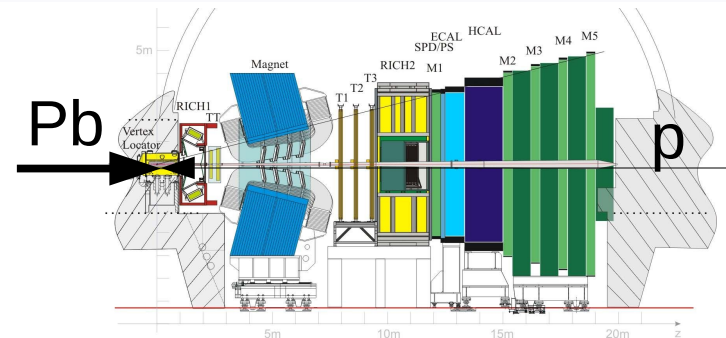 HCAL
ECAL
SPD/PS
M5
M4
M3
M2
M1
5m
Magnet
RICH2
T3
T2
T1
RICH1
TT
Pb
Vertex
Locator
p
5m
10m
15m
20m
z